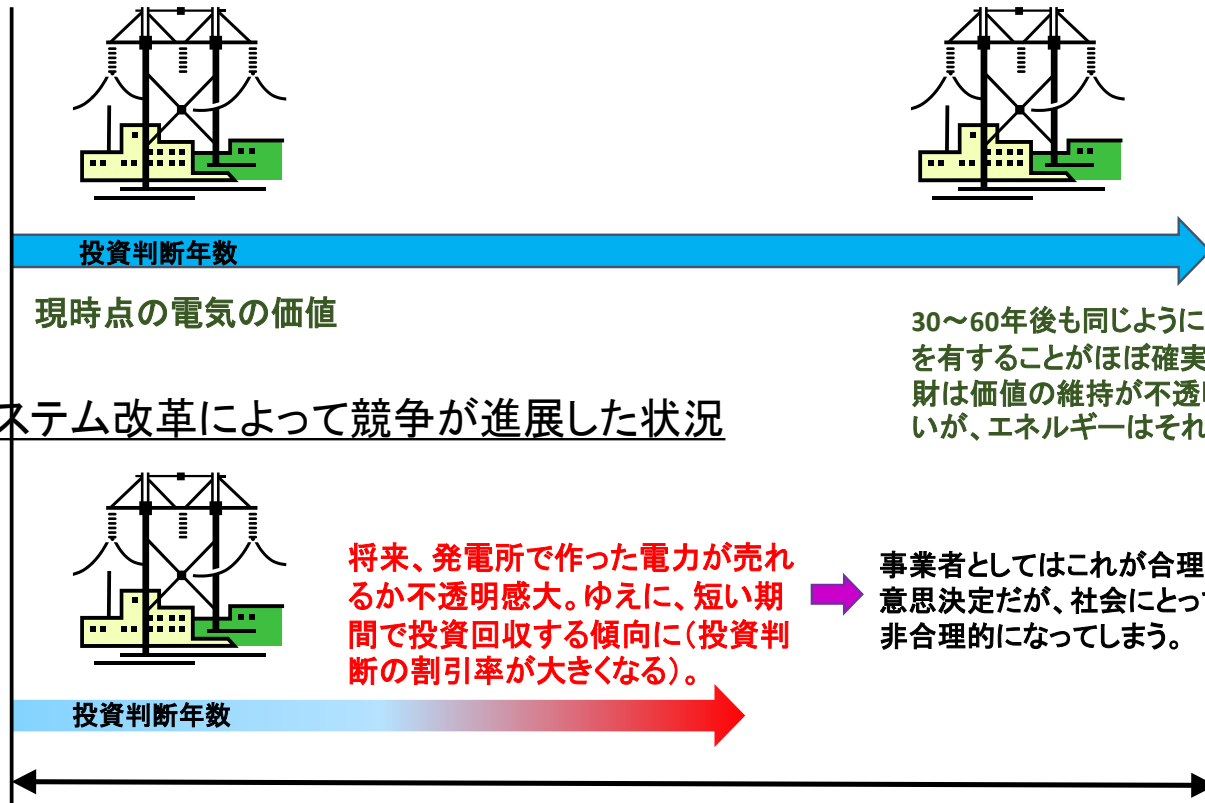 投資判断年数
現時点の電気の価値
30～60年後も同じように
を有することがほぼ確実
財は価値の維持が不透
いが、エネルギーはそれ
ステム改革によって競争が進展した状況
将来、発電所で作った電力が売れ
るか不透明感大。ゆえに、短い期
間で投資回収する傾向に（投資判
断の割引率が大きくなる）。
事業者としてはこれが合理
意思決定だが、社会にとっ
非合理的になってしまう。
投資判断年数